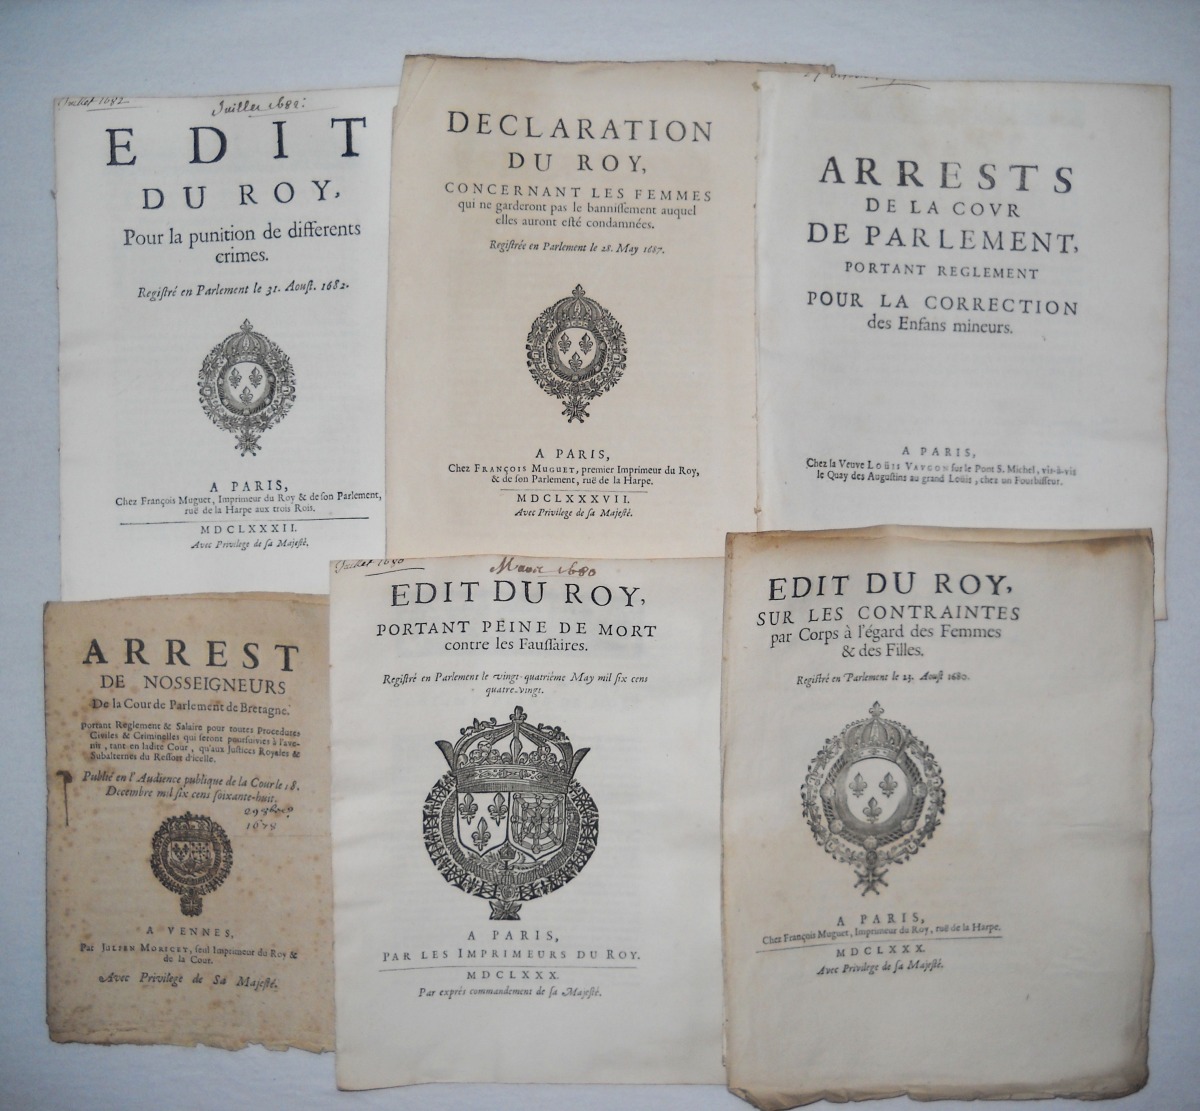 Juillet 1682.
Juillet 1682.
EDIT
DU ROY,
Pour la punition de differents
crimes.
Regiſtré en Parlement le 31. Aouſt. 1682.
A PARIS,
Chez François Muguet, Imprimeur du Roy & de ſon Parlement,
ruë de la Harpe aux trois Rois.
MDCLXXXII.
Avec Privilege de ſa Majeſté.
DECLARATION
DU ROY,
CONCERNANT LES FEMMES
qui ne garderont pas le banniſſement auquel
elles auront eſté condamnées.
Regiſtrée en Parlement le 28. May 1687.
A PARIS,
Chez FRANÇOIS MUGUET, premier Imprimeur du Roy,
& de ſon Parlement, ruë de la Harpe.
MDCLXXXVII.
Avec Privilege de ſa Majeſté.
ARRESTS
DE LA COVR
DE PARLEMENT,
PORTANT REGLEMENT
POUR LA CORRECTION
des Enfans mineurs.
A PARIS,
Chez la Veuve LOÜIS VAUGON ſur le Pont S. Michel, vis-à-vis
le Quay des Auguſtins au grand Loüis, chez un Fourbiſſeur.
ARREST
DE NOSSEIGNEURS
De la Cour de Parlement de Bretagne.
Portant Reglement & Salaire pour toutes Procedures
Civiles & Criminelles qui ſeront pourſuivies à l'ave-
nir, tant en ladite Cour, qu'aux Juſtices Royales &
Subalternes du Reſſort d'icelle.
Publié en l'Audience publique de la Cour le 18.
Decembre mil ſix cens ſoixante-huit.
1678
A VENNES,
Par JULIEN MORICET, ſeul Imprimeur du Roy &
de la Cour.
Avec Privilege de Sa Majeſté.
Juillet 1680
Mars 1680
EDIT DU ROY,
PORTANT PEINE DE MORT
contre les Fauſſaires.
Regiſtré en Parlement le vingt-quatriéme May mil ſix cens
quatre-vingt.
A PARIS,
PAR LES IMPRIMEURS DU ROY.
MDCLXXX.
Par exprés commandement de ſa Majeſté.
EDIT DU ROY,
SUR LES CONTRAINTES
par Corps à l'égard des Femmes
& des Filles.
Regiſtré en Parlement le 23. Aouſt 1680.
A PARIS,
Chez François Muguet, Imprimeur du Roy, ruë de la Harpe.
MDCLXXX.
Avec Privilege de ſa Majeſté.